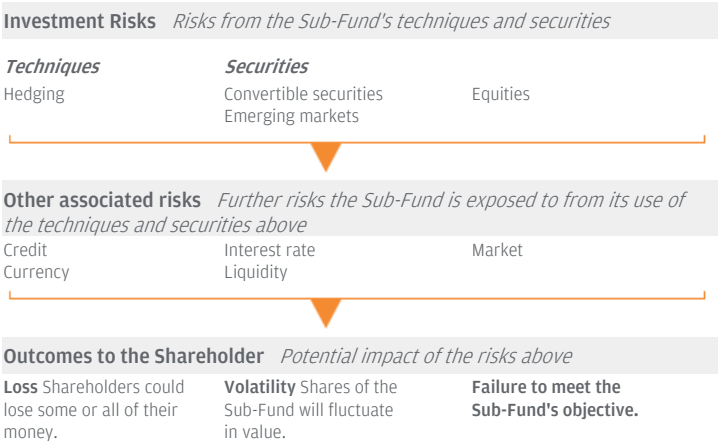 Investment Risks Risks from the Sub-Fund's techniques and securities
Techniques Securities
Hedging Convertible securities Equities
Emerging markets
Other associated risks Further risks the Sub-Fund is exposed to from its use of
the techniques and securities above
Credit Interest rate Market
Currency Liquidity
Outcomes to the Shareholder Potential impact of the risks above
Loss Shareholders could
lose some or all of their
money.
Volatility Shares of the
Sub-Fund will fluctuate
in value.
Failure to meet the
Sub-Fund's objective.